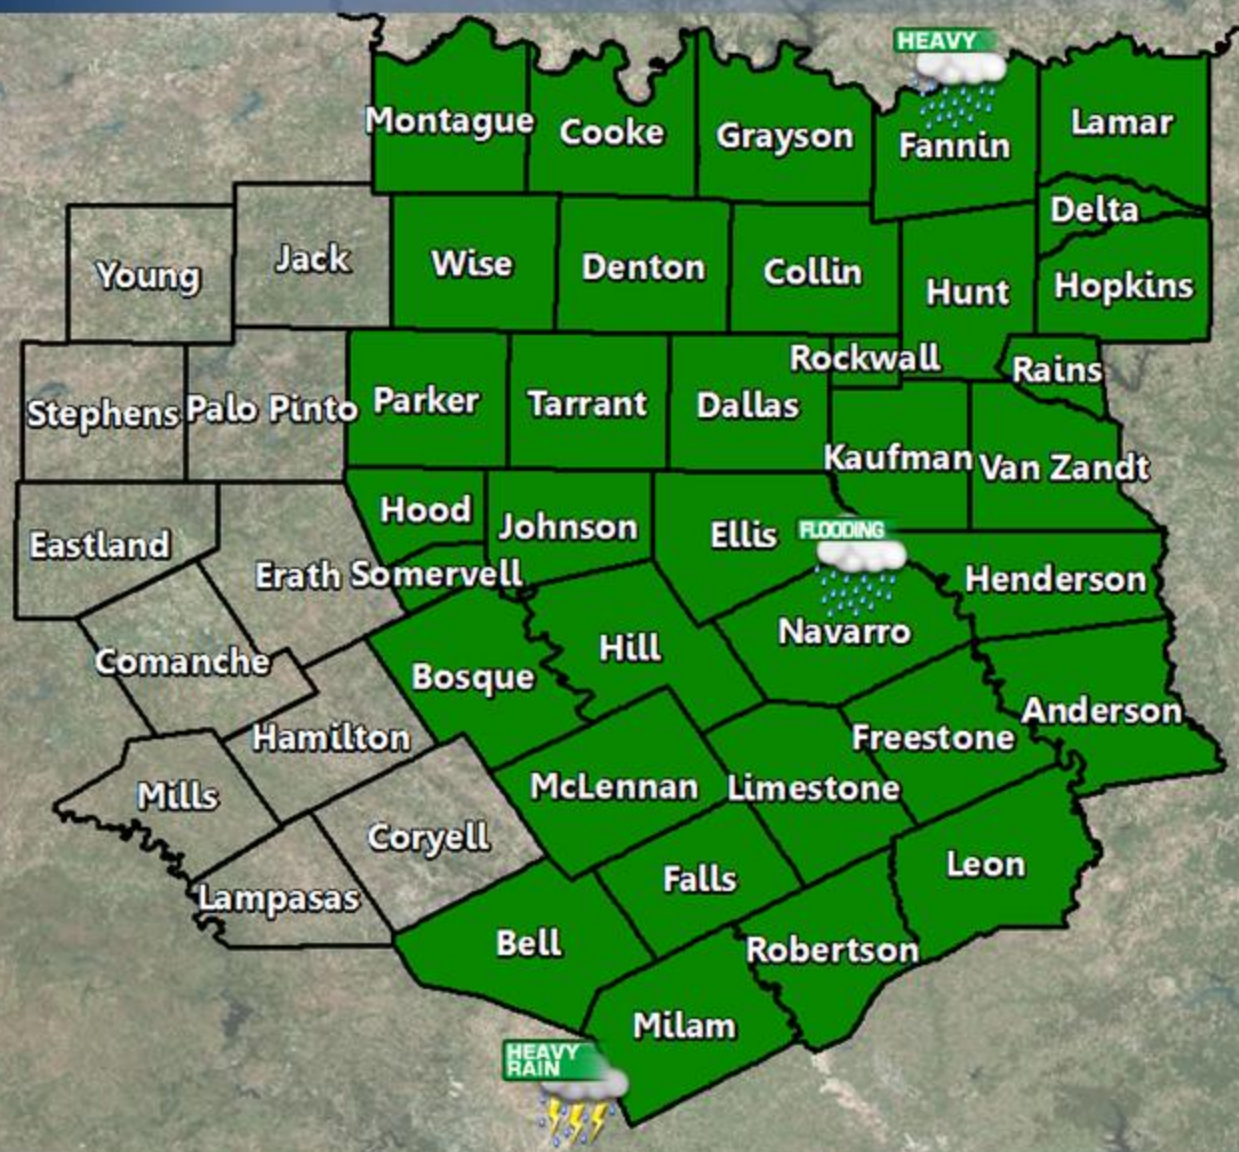 HEAVY
Montague
Cooke
Grayson
Fannin
Lamar
Delta
Young
Jack
Wise
Denton
Collin
Hunt
Hopkins
Rockwall
Rains
Stephens
Palo Pinto
Parker
Tarrant
Dallas
Kaufman
Van Zandt
Eastland
Hood
Johnson
Ellis
FLOODING
Erath
Somervell
Henderson
Comanche
Bosque
Hill
Navarro
Hamilton
Freestone
Anderson
Mills
McLennan
Limestone
Coryell
Lampasas
Falls
Leon
Bell
Robertson
Milam
HEAVY
RAIN